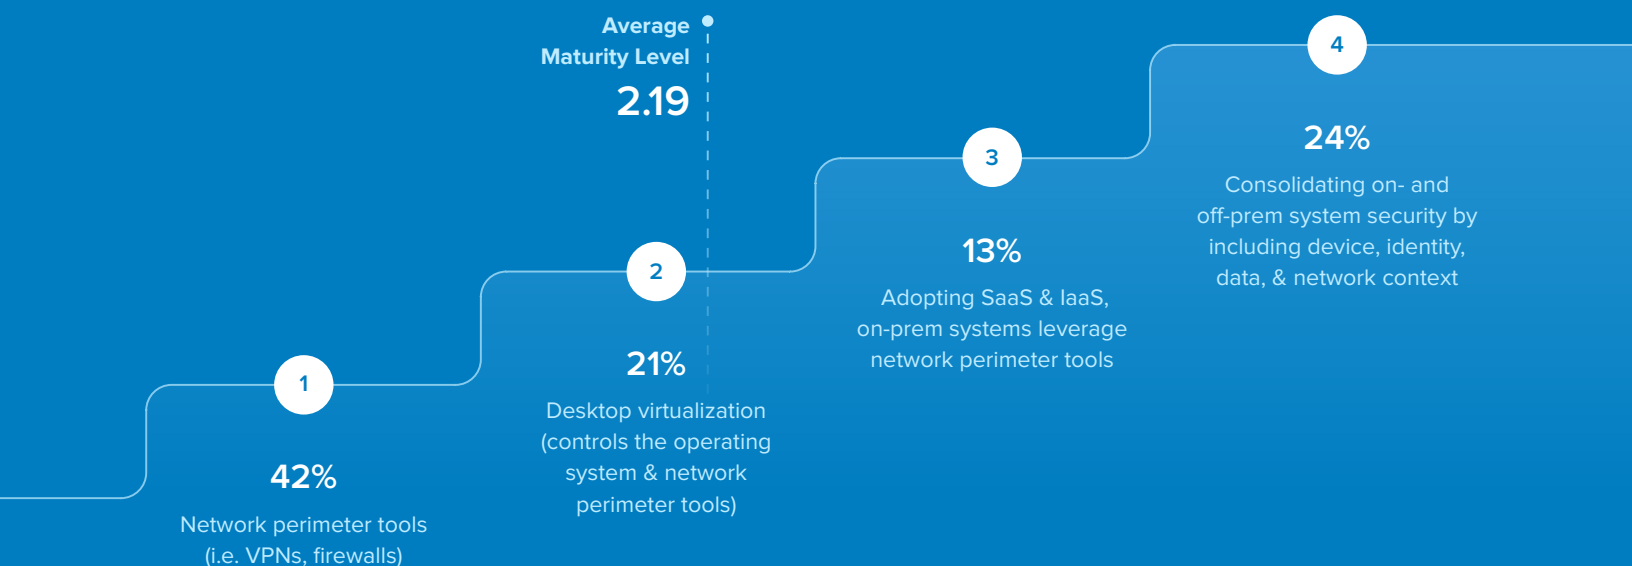 Average
Maturity Level
2.19
1
42%
Network perimeter tools
(i.e. VPNs, firewalls)
2
21%
Desktop virtualization
(controls the operating
system & network
perimeter tools)
3
13%
Adopting SaaS & IaaS,
on-prem systems leverage
network perimeter tools
4
24%
Consolidating on- and
off-prem system security by
including device, identity,
data, & network context